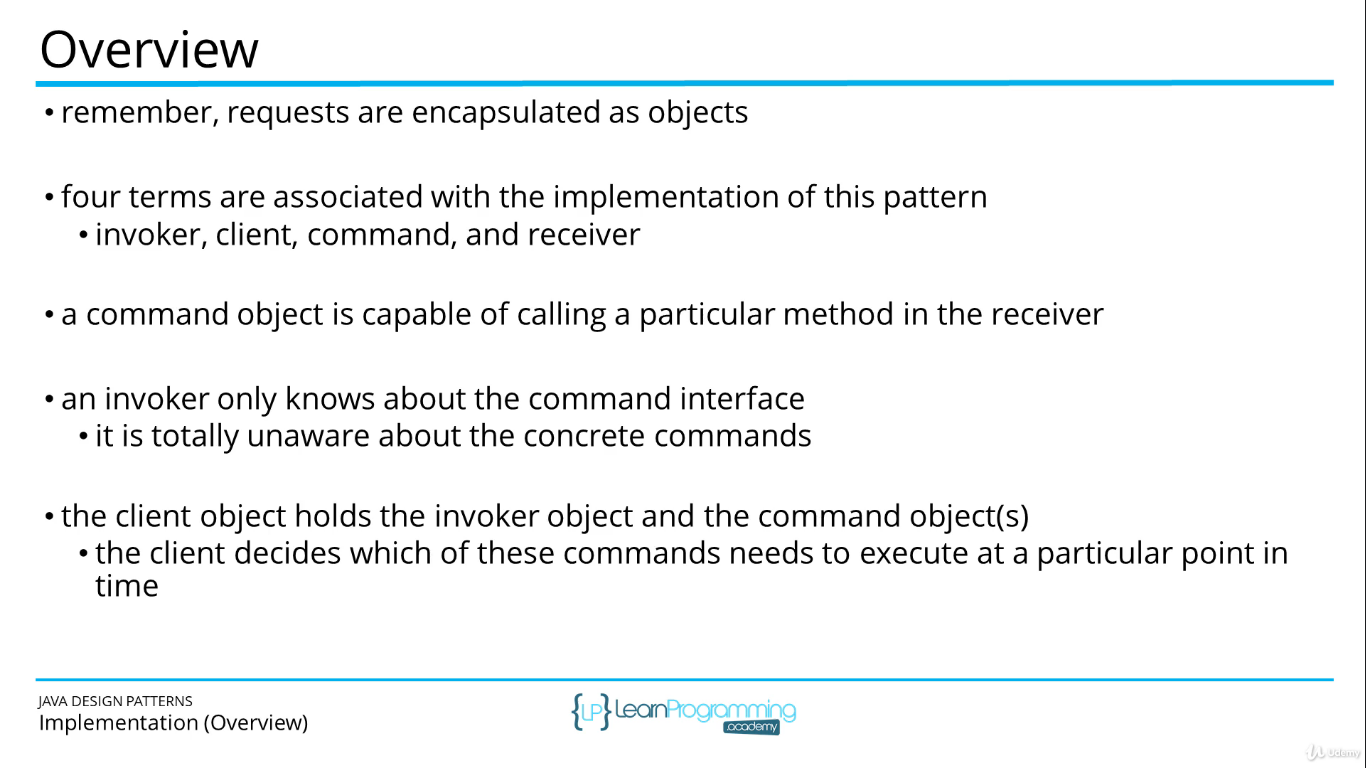 Overview
• remember, requests are encapsulated as objects
• four terms are associated with the implementation of this pattern
• invoker, client, command, and receiver
• a command object is capable of calling a particular method in the receiver
• an invoker only knows about the command interface
• it is totally unaware about the concrete commands
• the client object holds the invoker object and the command object(s)
• the client decides which of these commands needs to execute at a particular point in
time
JAVA DESIGN PATTERNS
Implementation (Overview)
{LP} LearnProgramming
.academy
Udemy